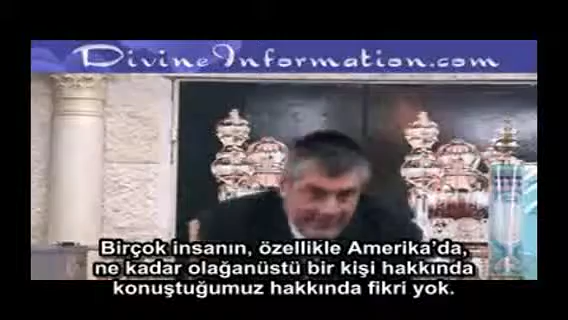 DivineInformation.com
Birçok insanın, özellikle Amerika’da,
ne kadar olağanüstü bir kişi hakkında
konuştuğumuz hakkında fikri yok.